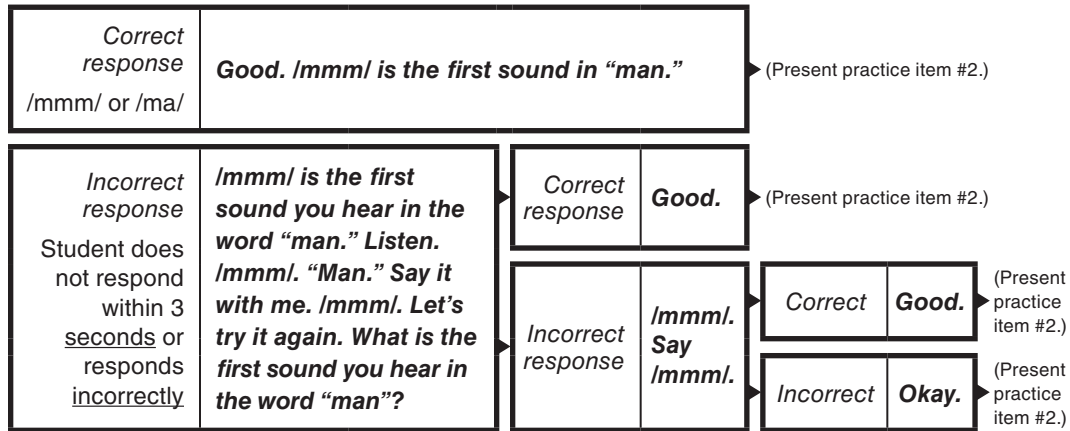 Correct
response
/mmm/ or /ma/
Good. /mmm/ is the first sound in “man.”
(Present practice item #2.)
Incorrect
response
Student does
not respond
within 3
seconds or
responds
incorrectly
/mmm/ is the first
sound you hear in the
word “man.” Listen.
/mmm/. “Man.” Say it
with me. /mmm/. Let’s
try it again. What is the
first sound you hear in
the word “man”?
Correct
response
Good.
(Present practice item #2.)
Incorrect
response
/mmm/.
Say
/mmm/.
Correct
Good.
(Present
practice
item #2.)
Incorrect
Okay.
(Present
practice
item #2.)